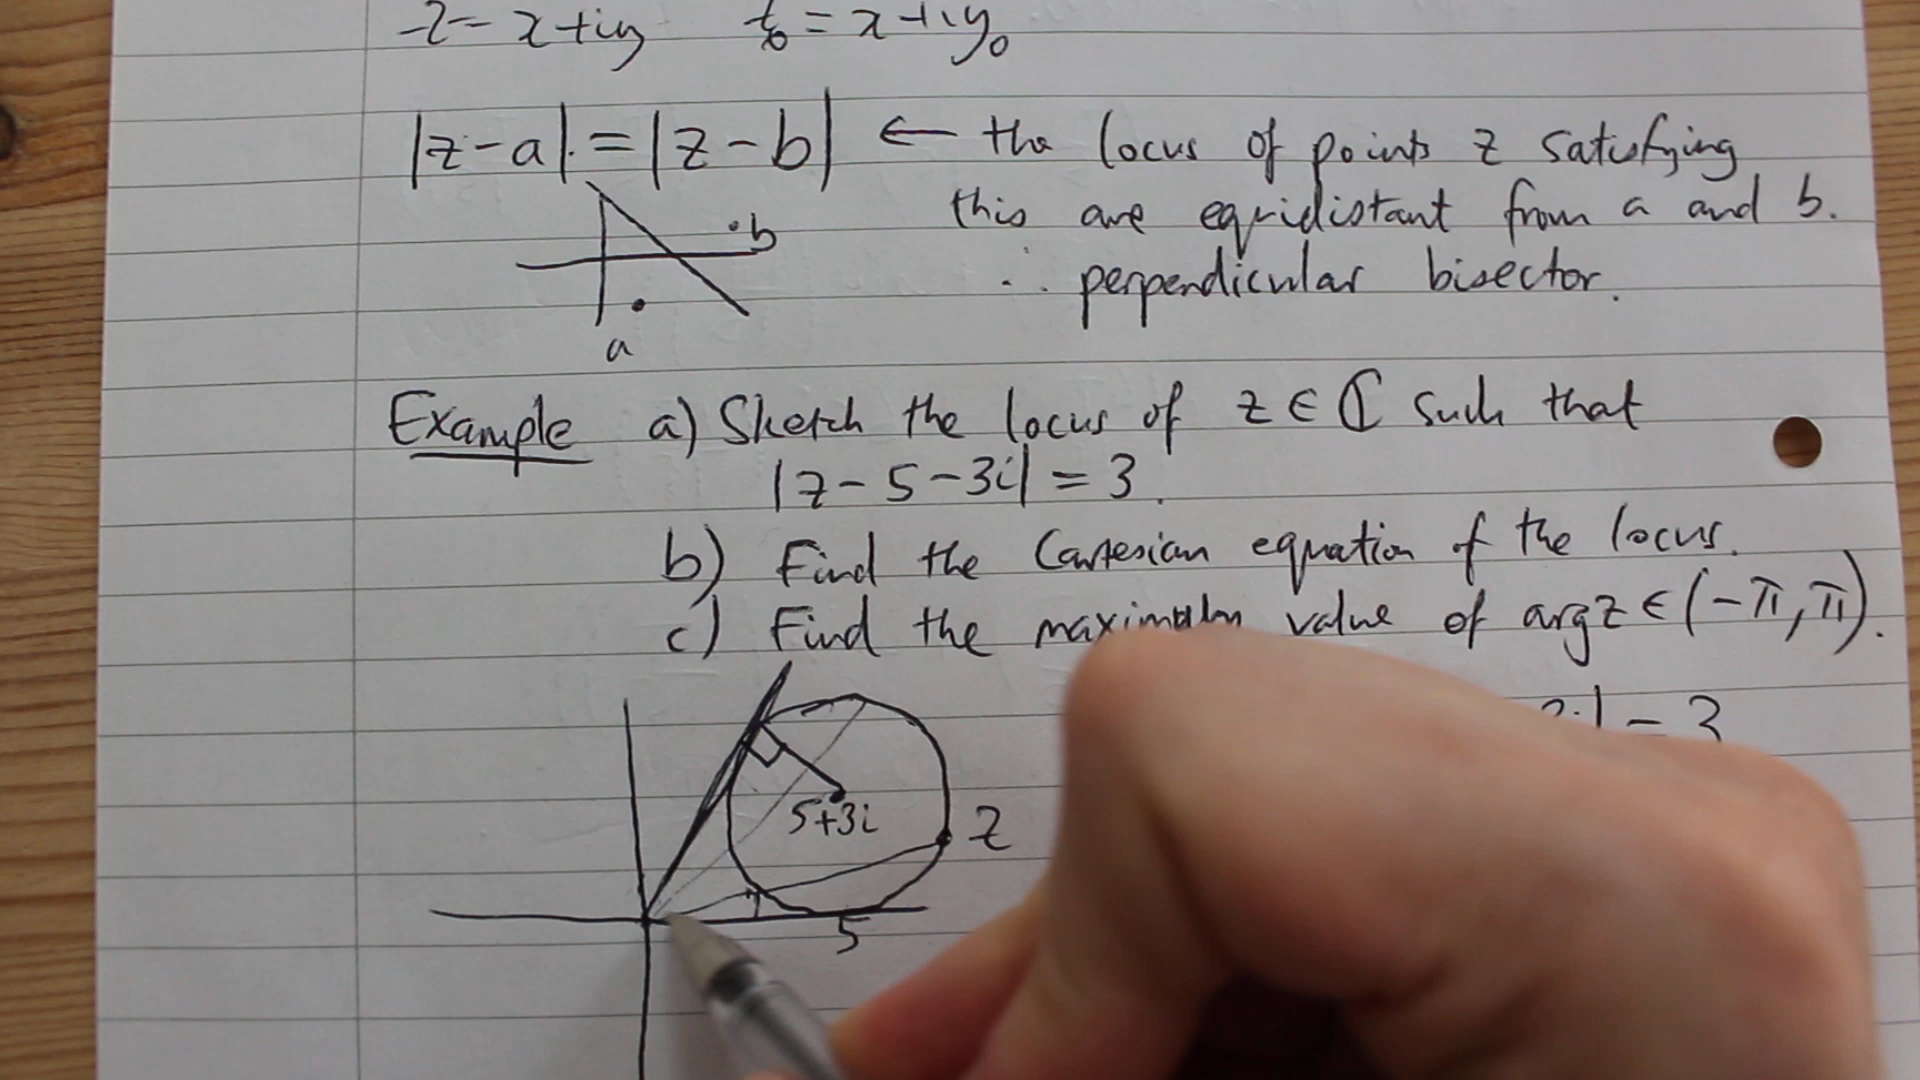 z = x+iy z₀ = x+iy₀
|z-a| = |z-b| ← the locus of points z satisfying
this are equidistant from a and b.
∴ perpendicular bisector.
b
a
Example a) Sketch the locus of z ∈ ℂ such that
|z-5-3i| = 3.
b) Find the Cartesian equation of the locus.
c) Find the maximum value of arg z ∈ (-π, π).
| = 3
5+3i
z
5